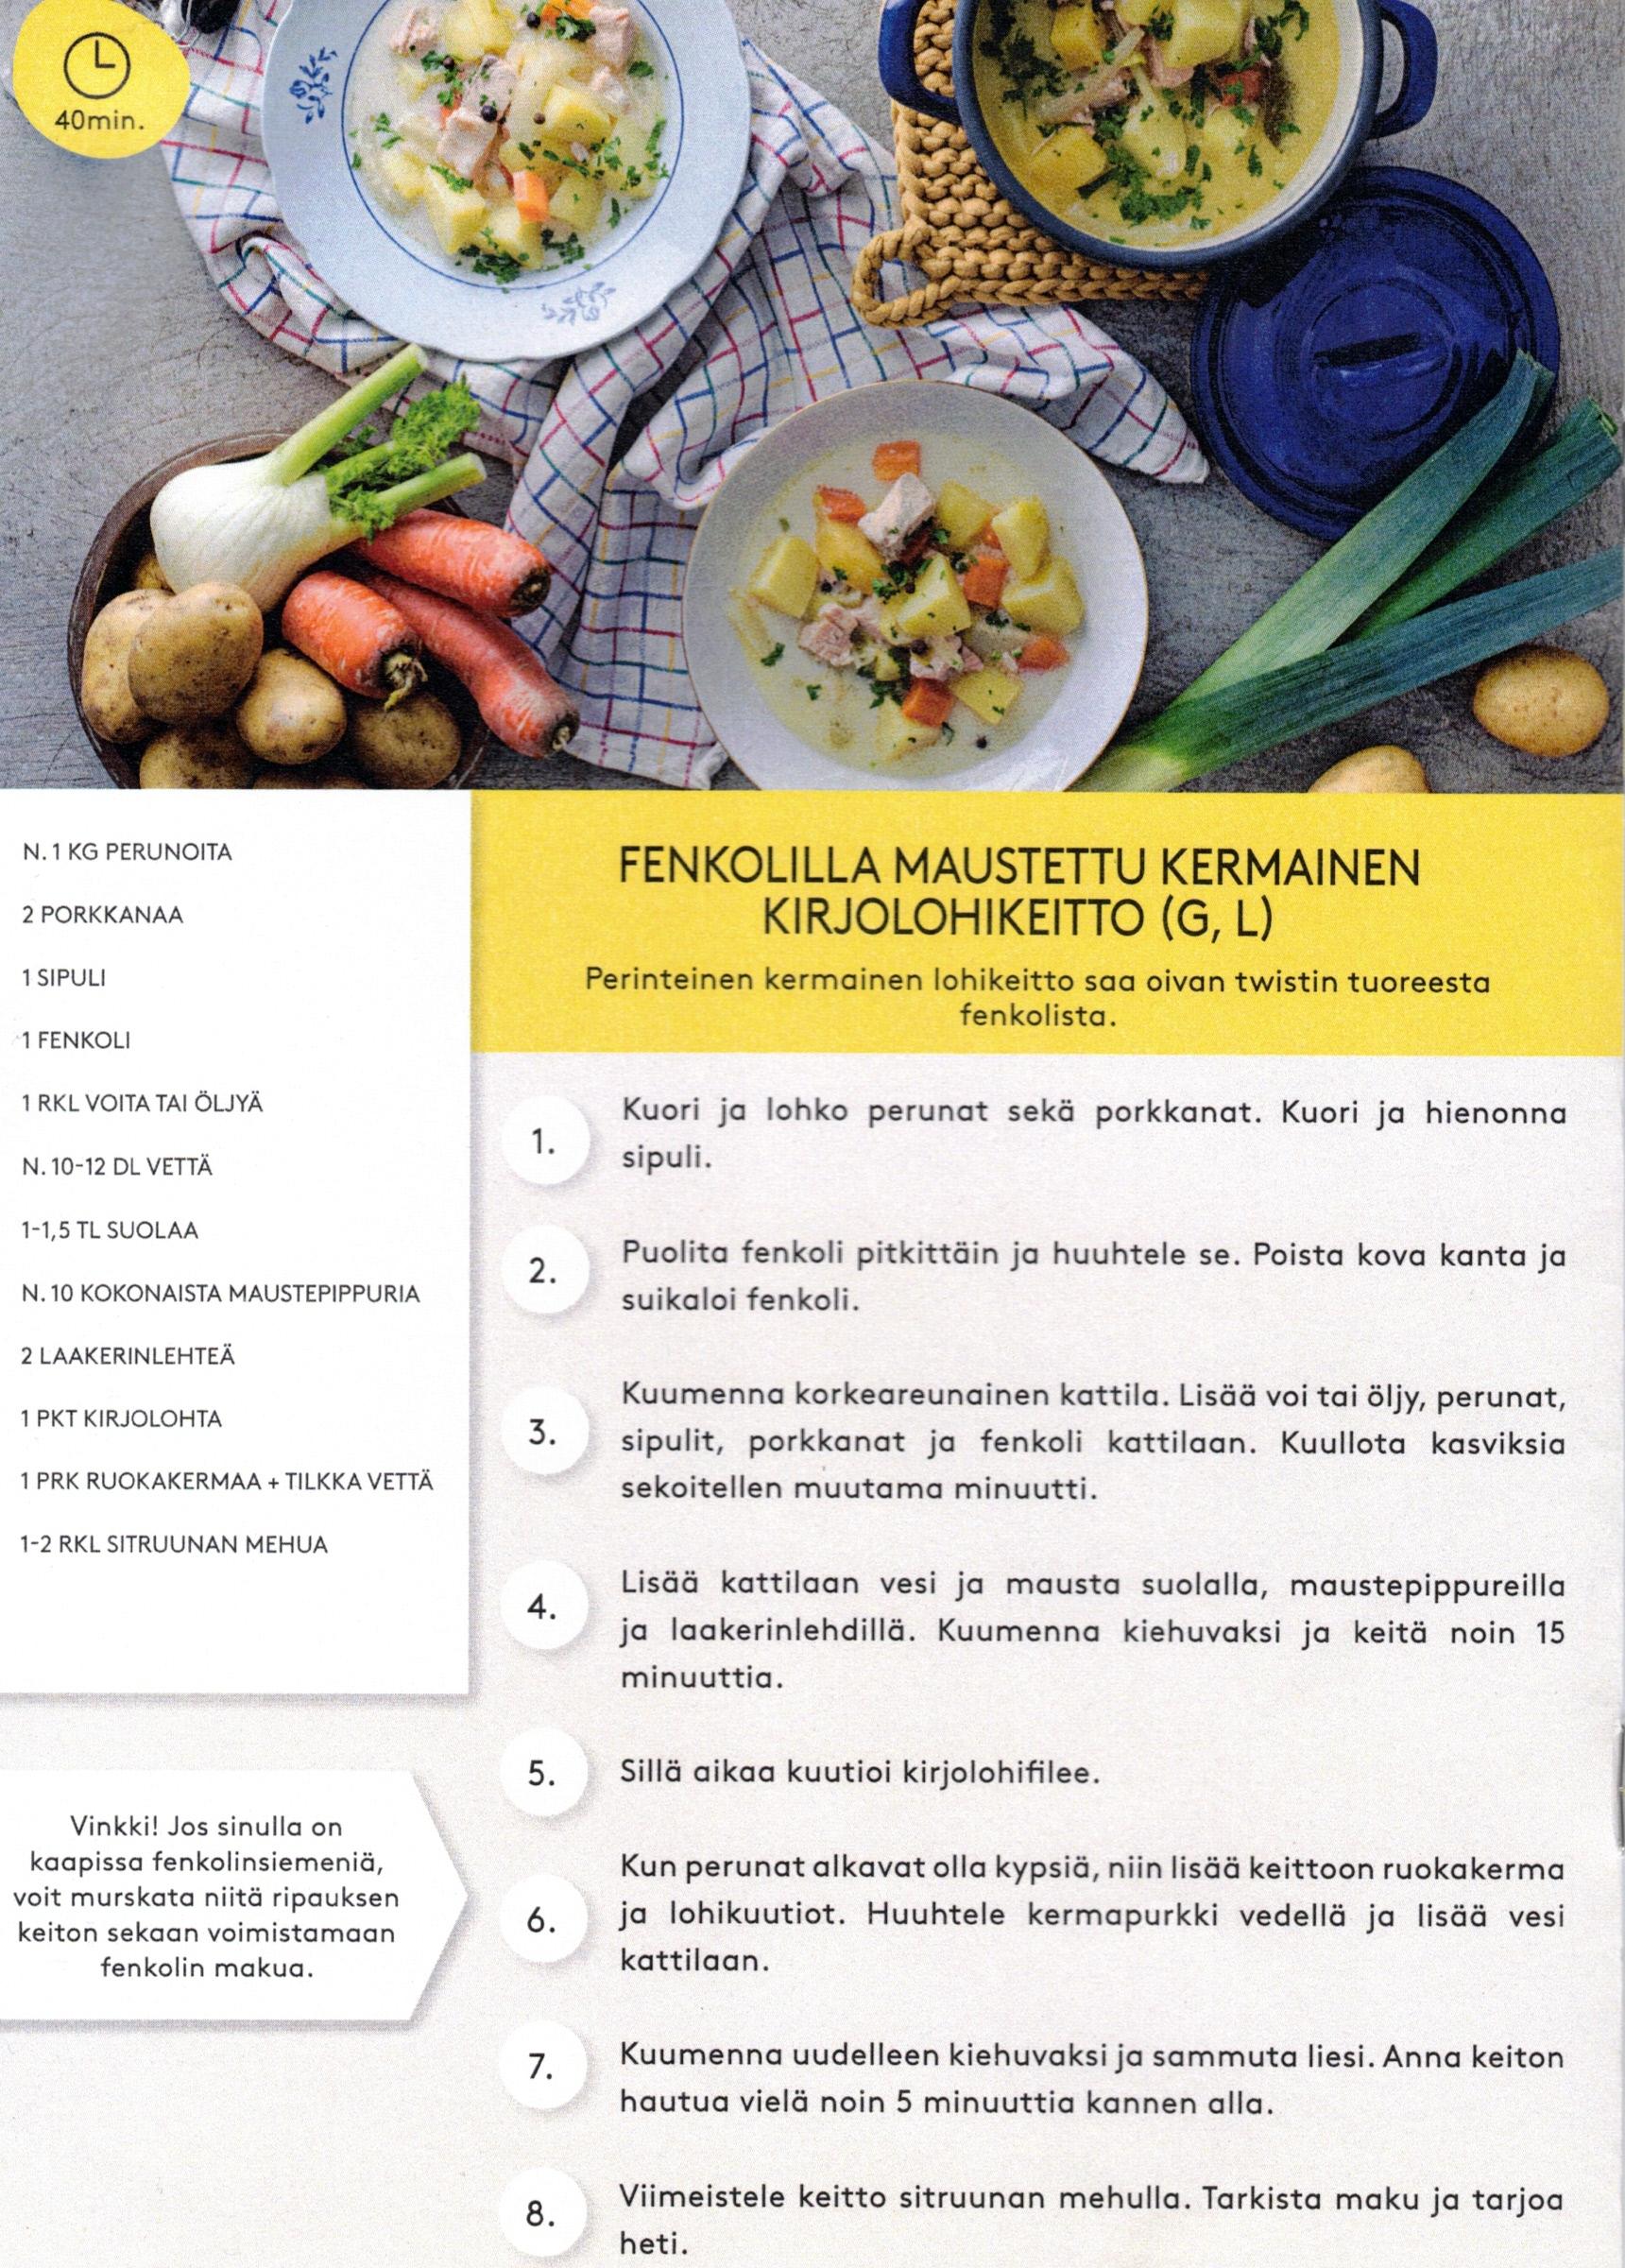 40min.
N. 1 KG PERUNOITA
2 PORKKANAA
1 SIPULI
1 FENKOLI
1 RKL VOITA TAI ÖLJYÄ
N. 10-12 DL VETTÄ
1-1,5 TL SUOLAA
N. 10 KOKONAISTA MAUSTEPIPPURIA
2 LAAKERINLEHTEÄ
1 PKT KIRJOLOHTA
1 PRK RUOKAKERMAA + TILKKA VETTÄ
1-2 RKL SITRUUNAN MEHUA
Vinkki! Jos sinulla on
kaapissa fenkolinsiemeniä,
voit murskata niitä ripauksen
keiton sekaan voimistamaan
fenkolin makua.
FENKOLILLA MAUSTETTU KERMAINEN
KIRJOLOHIKEITTO (G, L)
Perinteinen kermainen lohikeitto saa oivan twistin tuoreesta
fenkolista.
1. Kuori ja lohko perunat sekä porkkanat. Kuori ja hienonna
sipuli.
2. Puolita fenkoli pitkittäin ja huuhtele se. Poista kova kanta ja
suikaloi fenkoli.
3. Kuumenna korkeareunainen kattila. Lisää voi tai öljy, perunat,
sipulit, porkkanat ja fenkoli kattilaan. Kuullota kasviksia
sekoitellen muutama minuutti.
4. Lisää kattilaan vesi ja mausta suolalla, maustepippureilla
ja laakerinlehdillä. Kuumenna kiehuvaksi ja keitä noin 15
minuuttia.
5. Sillä aikaa kuutioi kirjolohifilee.
6. Kun perunat alkavat olla kypsiä, niin lisää keittoon ruokakerma
ja lohikuutiot. Huuhtele kermapurkki vedellä ja lisää vesi
kattilaan.
7. Kuumenna uudelleen kiehuvaksi ja sammuta liesi. Anna keiton
hautua vielä noin 5 minuuttia kannen alla.
8. Viimeistele keitto sitruunan mehulla. Tarkista maku ja tarjoa
heti.